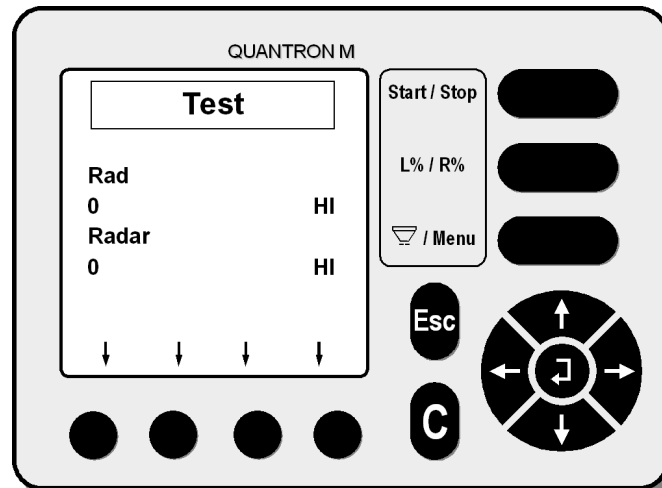 QUANTRON M
Test
Rad
0 HI
Radar
0 HI
Start / Stop
L% / R%
/ Menu
Esc
C